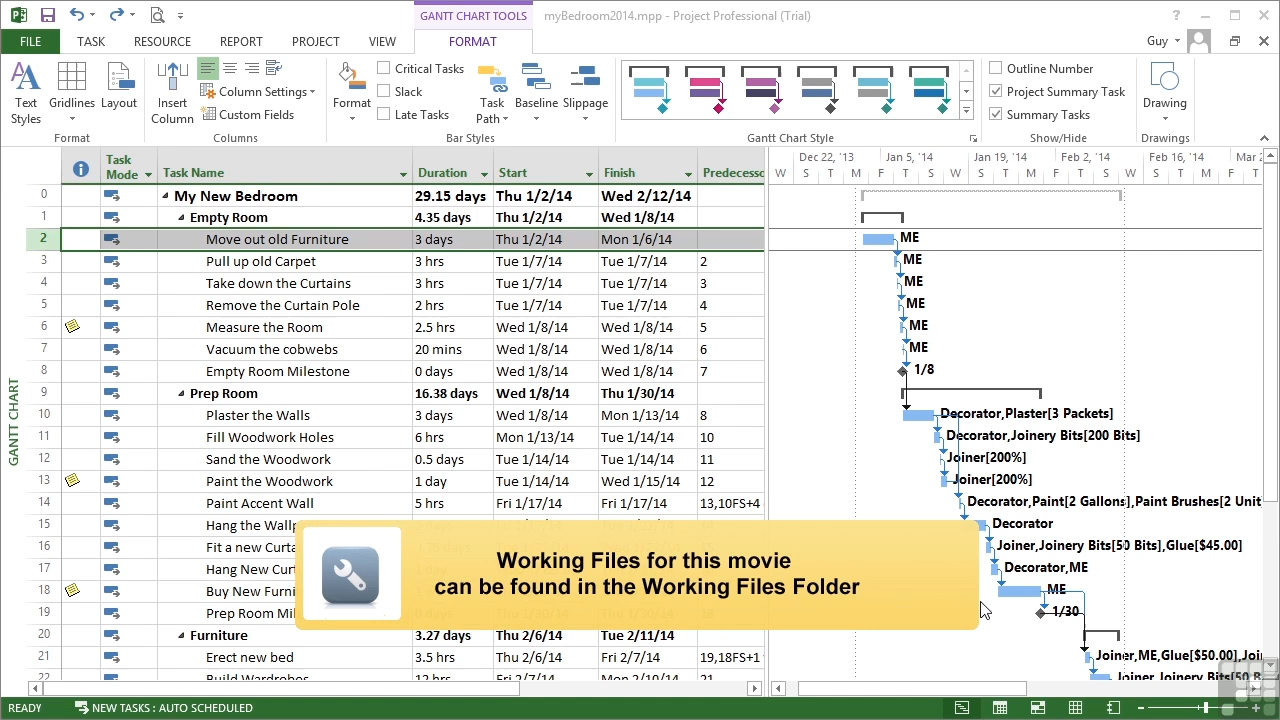 GANTT CHART TOOLS
myBedroom2014.mpp - Project Professional (Trial)
FILE TASK RESOURCE REPORT PROJECT VIEW FORMAT Guy
Text Styles Gridlines Layout Insert Column Column Settings Custom Fields
Format Critical Tasks Slack Late Tasks Task Path Baseline Slippage
Outline Number Project Summary Task Summary Tasks Drawing
Format Columns Bar Styles Gantt Chart Style Show/Hide Drawings
Task Mode Task Name Duration Start Finish Predecesso
Dec 22, '13 Jan 5, '14 Jan 19, '14 Feb 2, '14 Feb 16, '14 Mar 2
W S T M F T S W S T M F T S W S T
0 My New Bedroom 29.15 days Thu 1/2/14 Wed 2/12/14
1 Empty Room 4.35 days Thu 1/2/14 Wed 1/8/14
2 Move out old Furniture 3 days Thu 1/2/14 Mon 1/6/14 ME
3 Pull up old Carpet 3 hrs Tue 1/7/14 Tue 1/7/14 2 ME
4 Take down the Curtains 3 hrs Tue 1/7/14 Tue 1/7/14 3 ME
5 Remove the Curtain Pole 2 hrs Tue 1/7/14 Tue 1/7/14 4 ME
6 Measure the Room 2.5 hrs Wed 1/8/14 Wed 1/8/14 5 ME
7 Vacuum the cobwebs 20 mins Wed 1/8/14 Wed 1/8/14 6 ME
8 Empty Room Milestone 0 days Wed 1/8/14 Wed 1/8/14 7 1/8
9 Prep Room 16.38 days Wed 1/8/14 Thu 1/30/14
10 Plaster the Walls 3 days Wed 1/8/14 Mon 1/13/14 8 Decorator,Plaster[3 Packets]
11 Fill Woodwork Holes 6 hrs Mon 1/13/14 Tue 1/14/14 10 Decorator,Joinery Bits[200 Bits]
12 Sand the Woodwork 0.5 days Tue 1/14/14 Tue 1/14/14 11 Joiner[200%]
13 Paint the Woodwork 1 day Tue 1/14/14 Wed 1/15/14 12 Joiner[200%]
14 Paint Accent Wall 5 hrs Fri 1/17/14 Fri 1/17/14 13,10FS+4 Decorator,Paint[2 Gallons],Paint Brushes[2 Unit
15 Hang the Wallp Decorator
16 Fit a new Curta Joiner,Joinery Bits[50 Bits],Glue[$45.00]
17 Hang New Curt Decorator,ME
18 Buy New Furni ME
19 Prep Room Mil 1/30
Working Files for this movie
can be found in the Working Files Folder
20 Furniture 3.27 days Thu 2/6/14 Tue 2/11/14
21 Erect new bed 3.5 hrs Thu 2/6/14 Fri 2/7/14 19,18FS+1 Joiner,ME,Glue[$50.00],Joi
22 Build Wardrobes 12 hrs Fri 2/7/14 Mon 2/10/14 21 Joiner,Joinery Bits[50 B
GANTT CHART
READY NEW TASKS : AUTO SCHEDULED